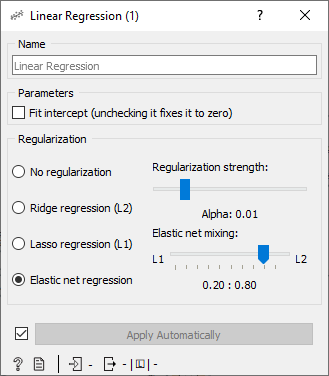 Linear Regression (1)
?
Name
Linear Regression
Parameters
Fit intercept (unchecking it fixes it to zero)
Regularization
No regularization
Ridge regression (L2)
Lasso regression (L1)
Elastic net regression
Regularization strength:
Alpha: 0.01
Elastic net mixing:
L1 L2
0.20 : 0.80
Apply Automatically
? | - - | -